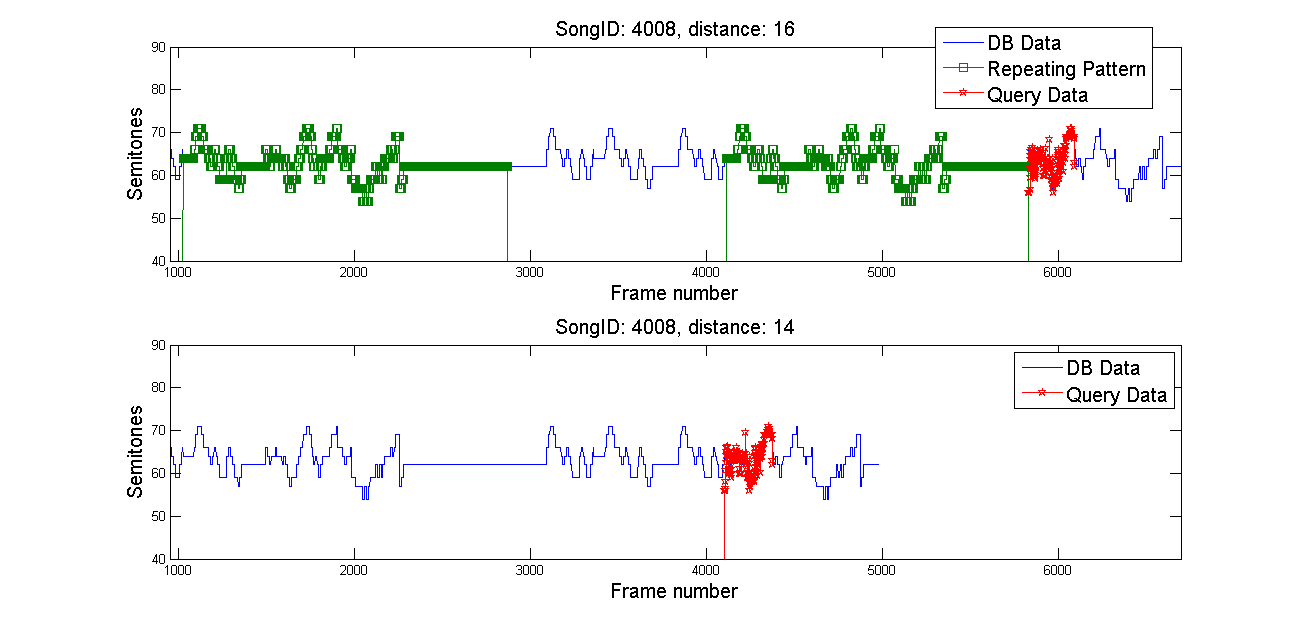 SongID: 4008, distance: 16
90
80
70
60
50
40
Semitones
1000 2000 3000 4000 5000 6000
Frame number
DB Data
Repeating Pattern
Query Data
SongID: 4008, distance: 14
90
80
70
60
50
40
Semitones
1000 2000 3000 4000 5000 6000
Frame number
DB Data
Query Data